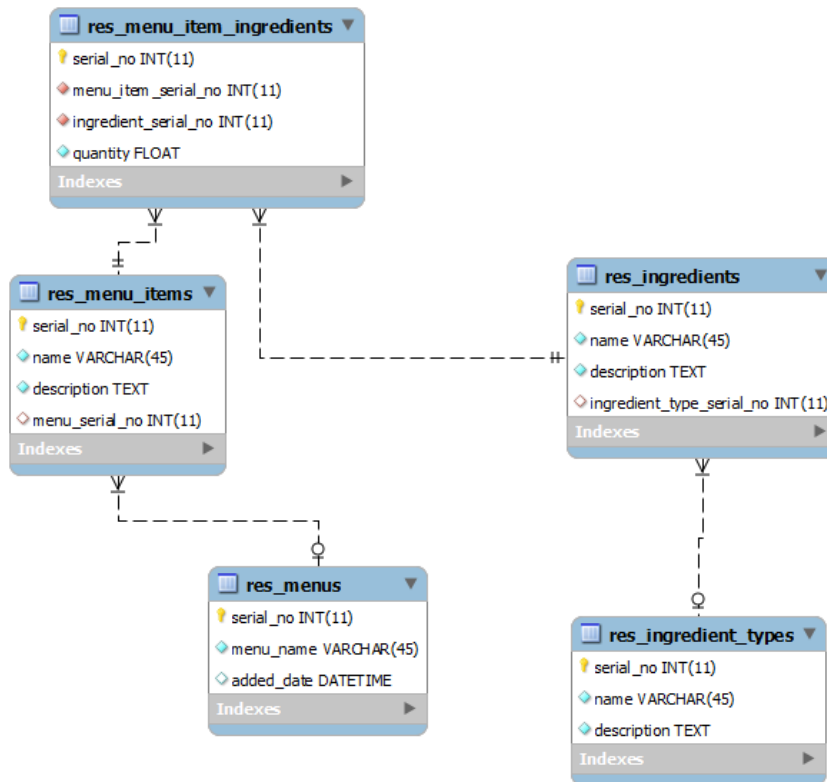 res_menu_item_ingredients
serial_no INT(11)
menu_item_serial_no INT(11)
ingredient_serial_no INT(11)
quantity FLOAT
Indexes
res_menu_items
serial_no INT(11)
name VARCHAR(45)
description TEXT
menu_serial_no INT(11)
Indexes
res_ingredients
serial_no INT(11)
name VARCHAR(45)
description TEXT
ingredient_type_serial_no INT(11)
Indexes
res_menus
serial_no INT(11)
menu_name VARCHAR(45)
added_date DATETIME
Indexes
res_ingredient_types
serial_no INT(11)
name VARCHAR(45)
description TEXT
Indexes